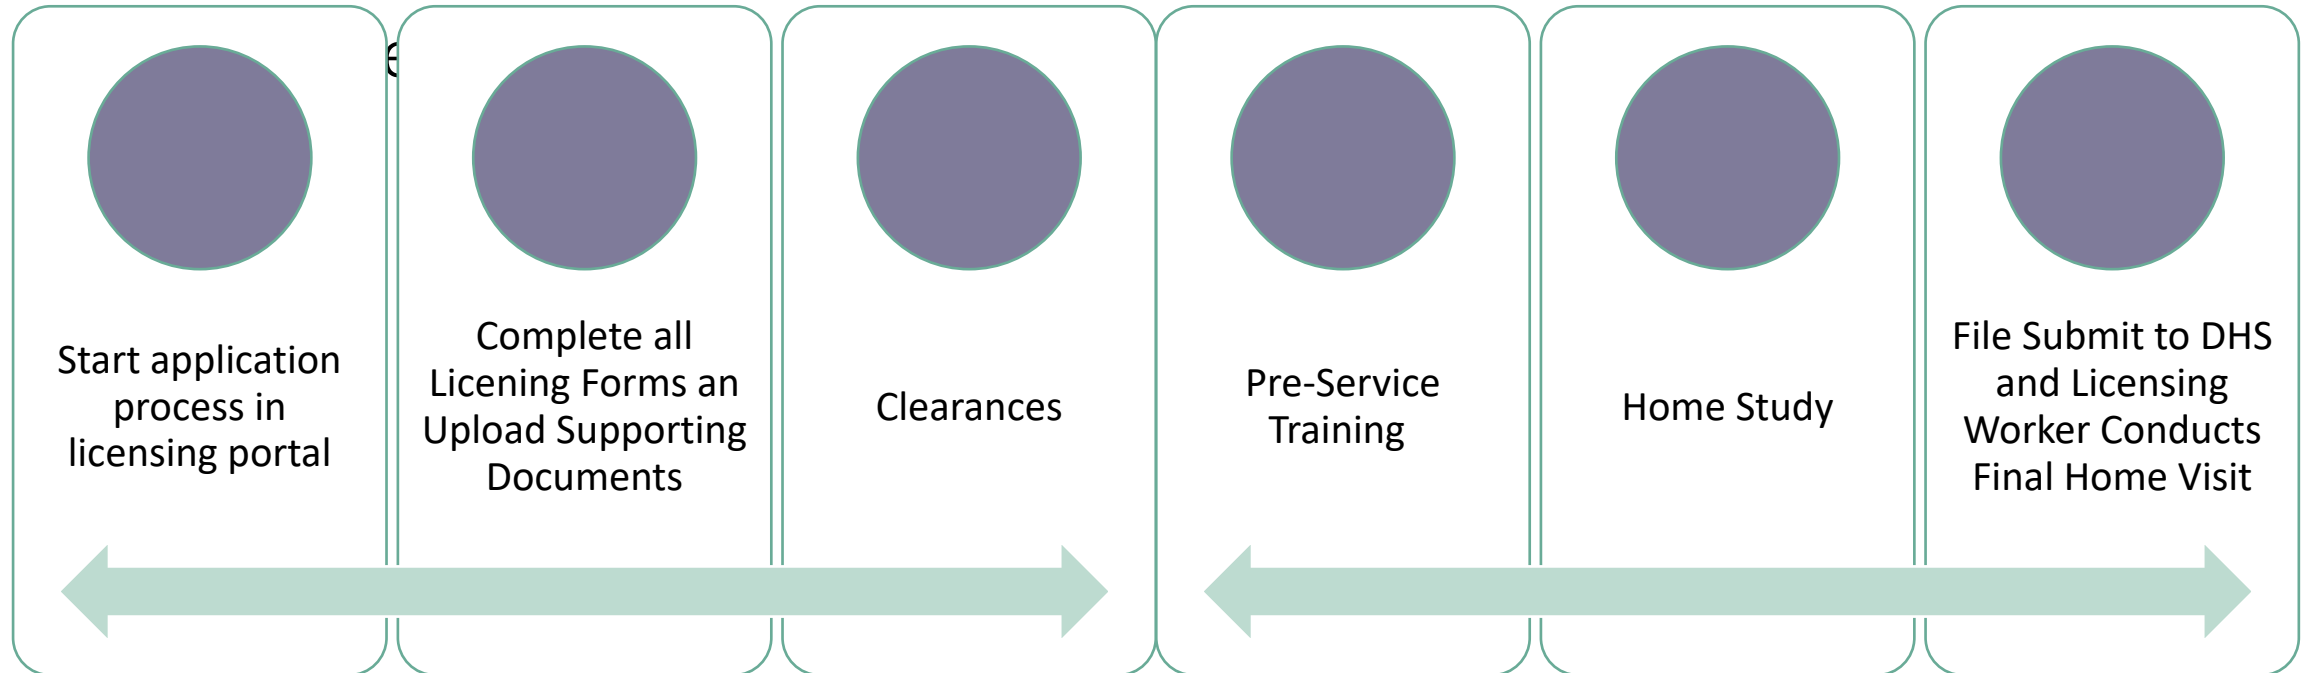 Start application
process in
licensing portal
Complete all
Licening Forms an
Upload Supporting
Documents
Clearances
Pre-Service
Training
Home Study
File Submit to DHS
and Licensing
Worker Conducts
Final Home Visit